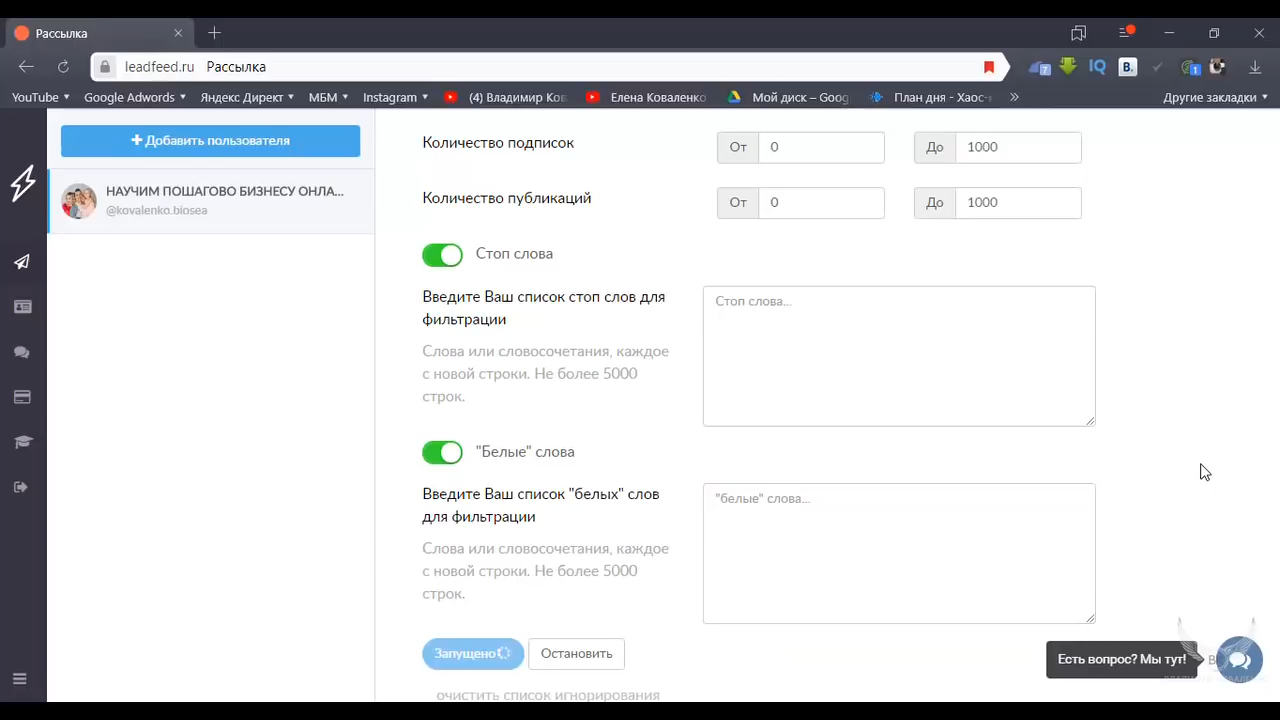 Рассылка
leadfeed.ru Рассылка
7
B.
1
YouTube
Google Adwords
Яндекс Директ
МБМ
Instagram
(4) Владимир Ков
Елена Коваленко
Мой диск – Goog
План дня - Хаос-
Другие закладки
Добавить пользователя
НАУЧИМ ПОШАГОВО БИЗНЕСУ ОНЛА...
@kovalenko.biosea
Количество подписок
От 0
До 1000
Количество публикаций
От 0
До 1000
Стоп слова
Введите Ваш список стоп слов для
фильтрации
Слова или словосочетания, каждое
с новой строки. Не более 5000
строк.
Стоп слова...
"Белые" слова
Введите Ваш список "белых" слов
для фильтрации
Слова или словосочетания, каждое
с новой строки. Не более 5000
строк.
"белые" слова...
Запущено
Остановить
очистить список игнорирования
Есть вопрос? Мы тут!